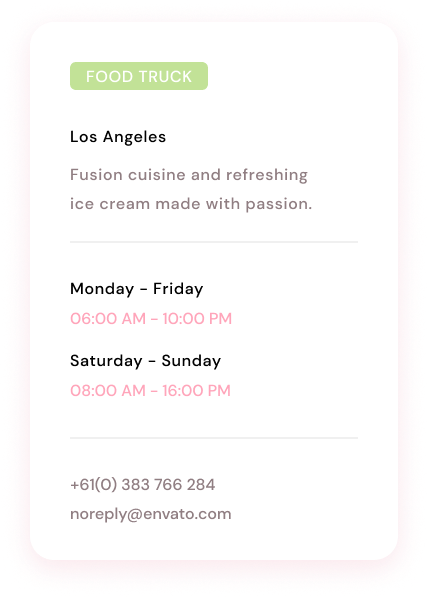 FOOD TRUCK
Los Angeles
Fusion cuisine and refreshing
ice cream made with passion.
Monday - Friday
06:00 AM - 10:00 PM
Saturday - Sunday
08:00 AM - 16:00 PM
+61(0) 383 766 284
noreply@envato.com